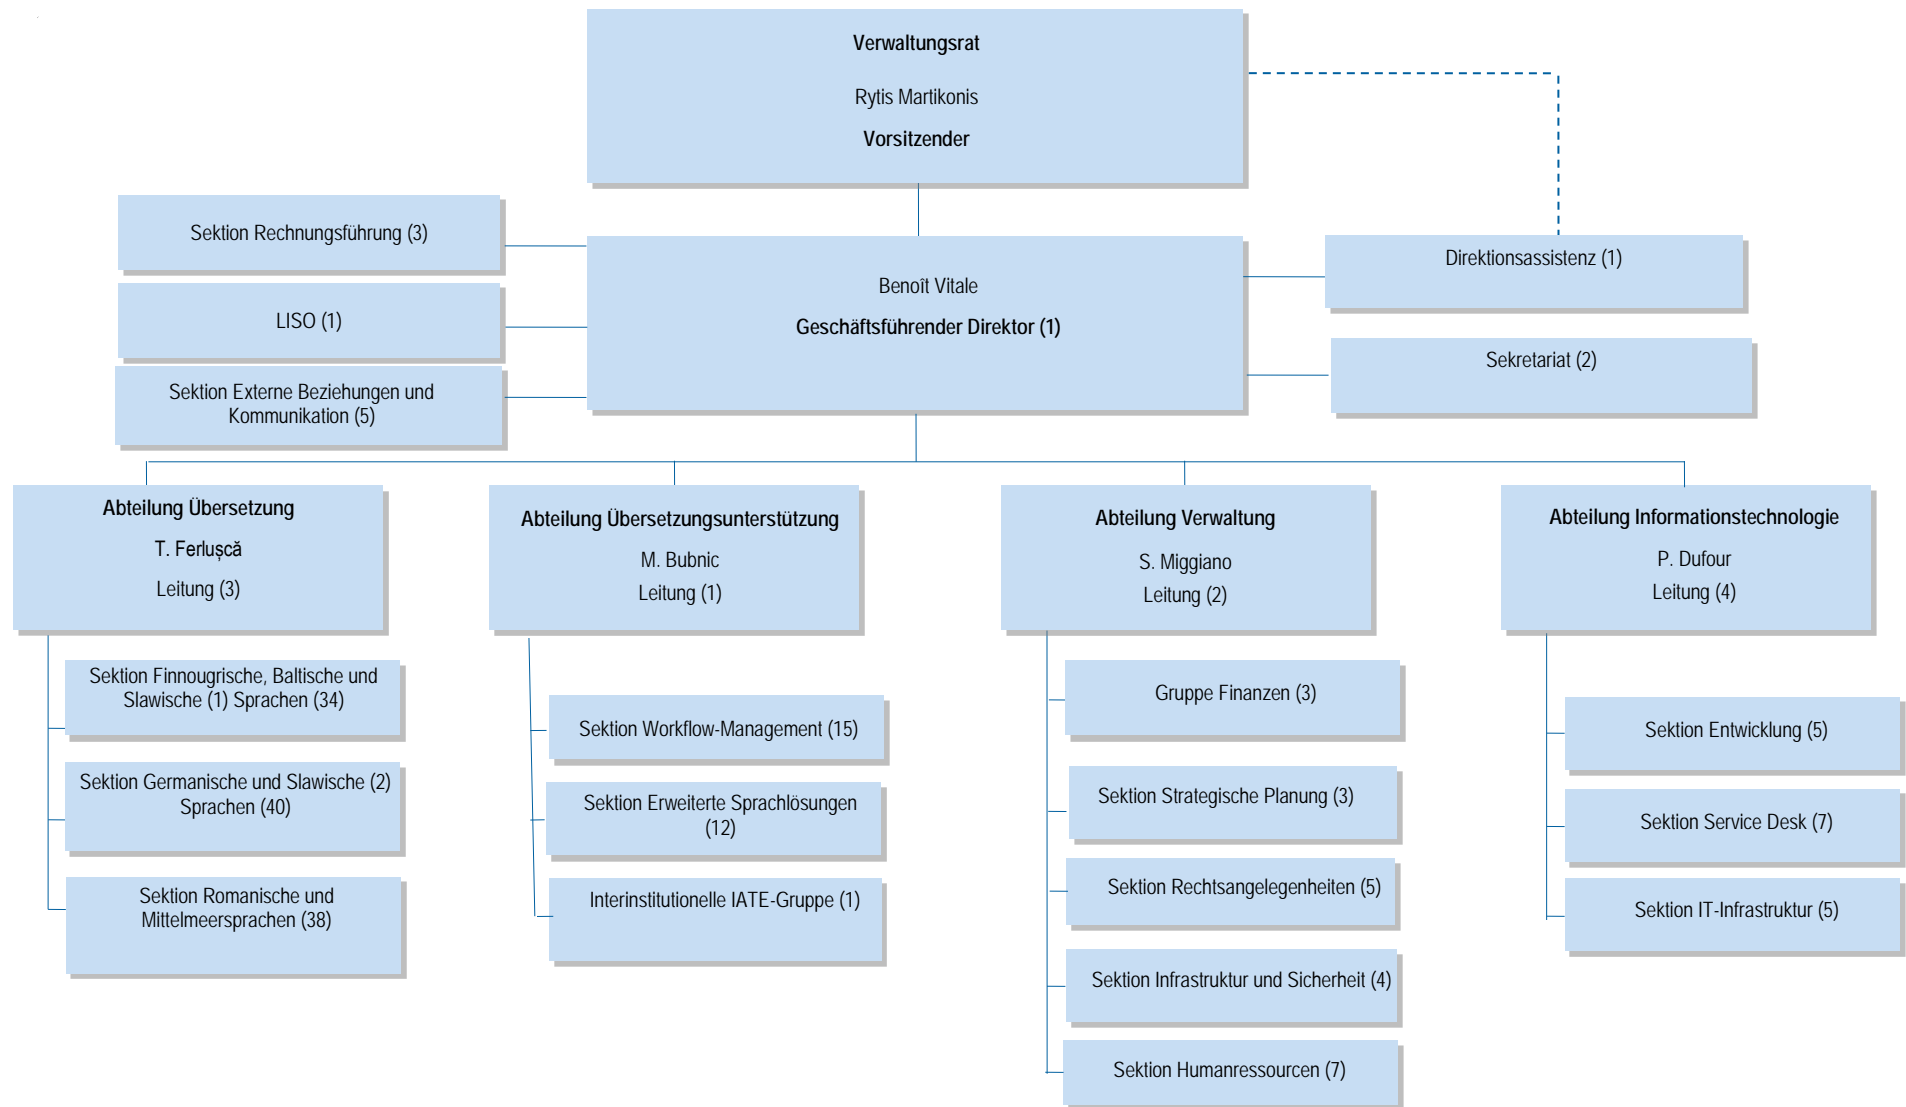 Verwaltungsrat
Rytis Martikonis
Vorsitzender
Sektion Rechnungsführung (3)
LISO (1)
Sektion Externe Beziehungen und
Kommunikation (5)
Benoît Vitale
Geschäftsführender Direktor (1)
Direktionsassistenz (1)
Sekretariat (2)
Abteilung Übersetzung
T. Ferlușcă
Leitung (3)
Sektion Finnougrische, Baltische und
Slawische (1) Sprachen (34)
Sektion Germanische und Slawische (2)
Sprachen (40)
Sektion Romanische und
Mittelmeersprachen (38)
Abteilung Übersetzungsunterstützung
M. Bubnic
Leitung (1)
Sektion Workflow-Management (15)
Sektion Erweiterte Sprachlösungen
(12)
Interinstitutionelle IATE-Gruppe (1)
Abteilung Verwaltung
S. Miggiano
Leitung (2)
Gruppe Finanzen (3)
Sektion Strategische Planung (3)
Sektion Rechtsangelegenheiten (5)
Sektion Infrastruktur und Sicherheit (4)
Sektion Humanressourcen (7)
Abteilung Informationstechnologie
P. Dufour
Leitung (4)
Sektion Entwicklung (5)
Sektion Service Desk (7)
Sektion IT-Infrastruktur (5)